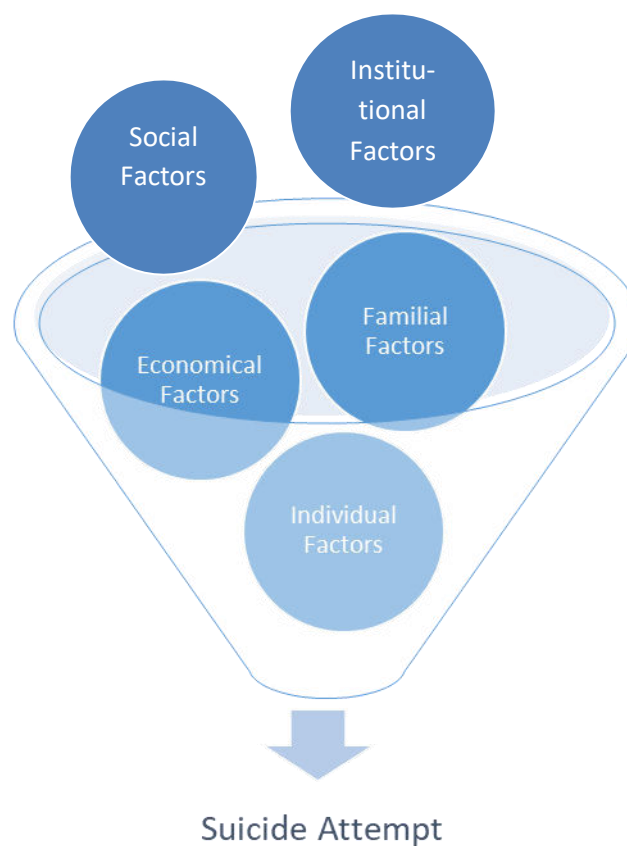 Institu-
tional
Factors
Social
Factors
Familial
Factors
Economical
Factors
Individual
Factors
Suicide Attempt